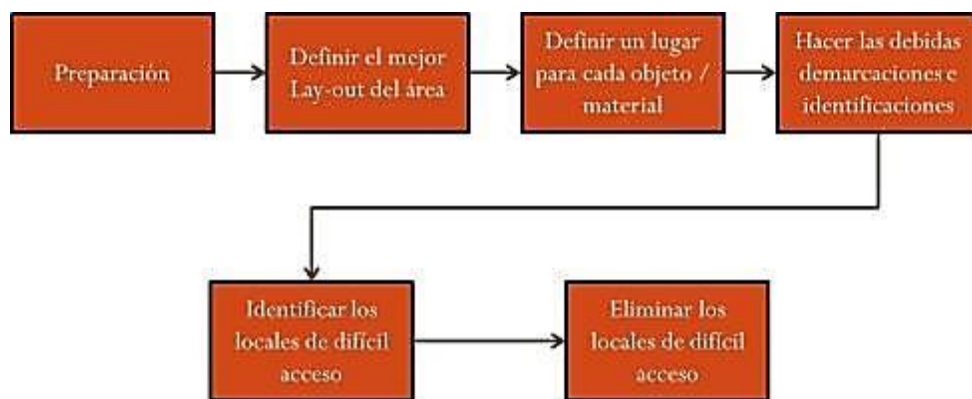 Preparación
Definir el mejor
Lay-out del área
Definir un lugar
para cada objeto /
material
Hacer las debidas
demarcaciones e
identificaciones
Identificar los
locales de difícil
acceso
Eliminar los
locales de difícil
acceso